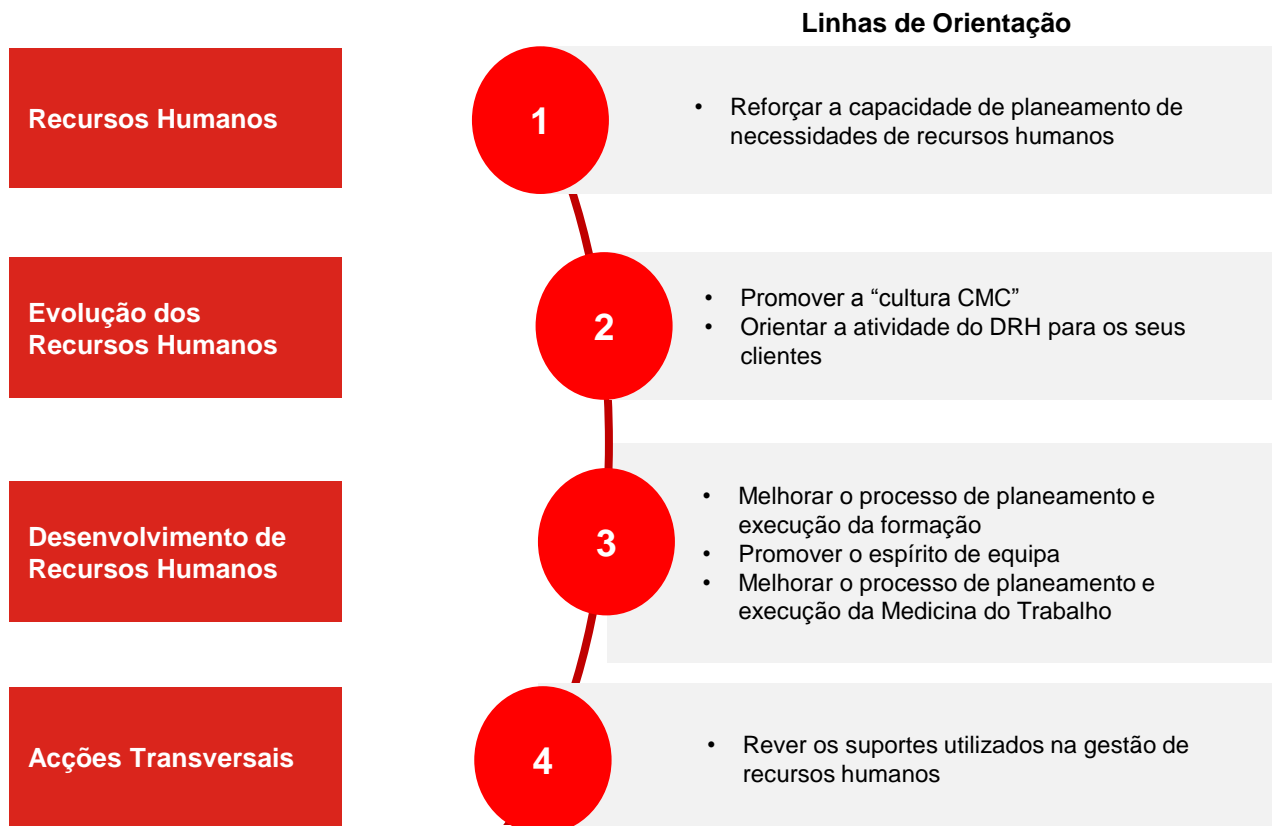 Linhas de Orientação
Recursos Humanos
1
• Reforçar a capacidade de planeamento de
necessidades de recursos humanos
Evolução dos
Recursos Humanos
2
• Promover a “cultura CMC”
• Orientar a atividade do DRH para os seus
clientes
Desenvolvimento de
Recursos Humanos
3
• Melhorar o processo de planeamento e
execução da formação
• Promover o espírito de equipa
• Melhorar o processo de planeamento e
execução da Medicina do Trabalho
Acções Transversais
4
• Rever os suportes utilizados na gestão de
recursos humanos